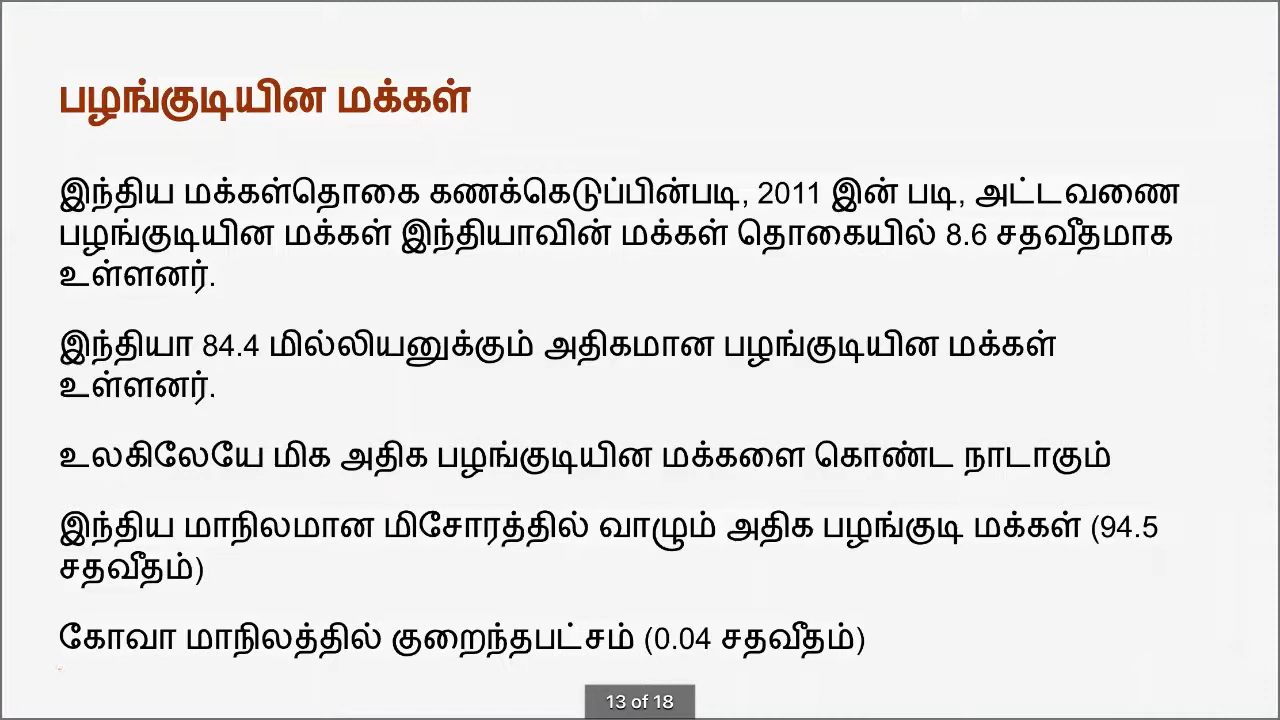 பழங்குடியின மக்கள்
இந்திய மக்கள்தொகை கணக்கெடுப்பின்படி, 2011 இன் படி, அட்டவணை
பழங்குடியின மக்கள் இந்தியாவின் மக்கள் தொகையில் 8.6 சதவீதமாக
உள்ளனர்.
இந்தியா 84.4 மில்லியனுக்கும் அதிகமான பழங்குடியின மக்கள்
உள்ளனர்.
உலகிலேயே மிக அதிக பழங்குடியின மக்களை கொண்ட நாடாகும்
இந்திய மாநிலமான மிசோரத்தில் வாழும் அதிக பழங்குடி மக்கள் (94.5
சதவீதம்)
கோவா மாநிலத்தில் குறைந்தபட்சம் (0.04 சதவீதம்)
13 of 18